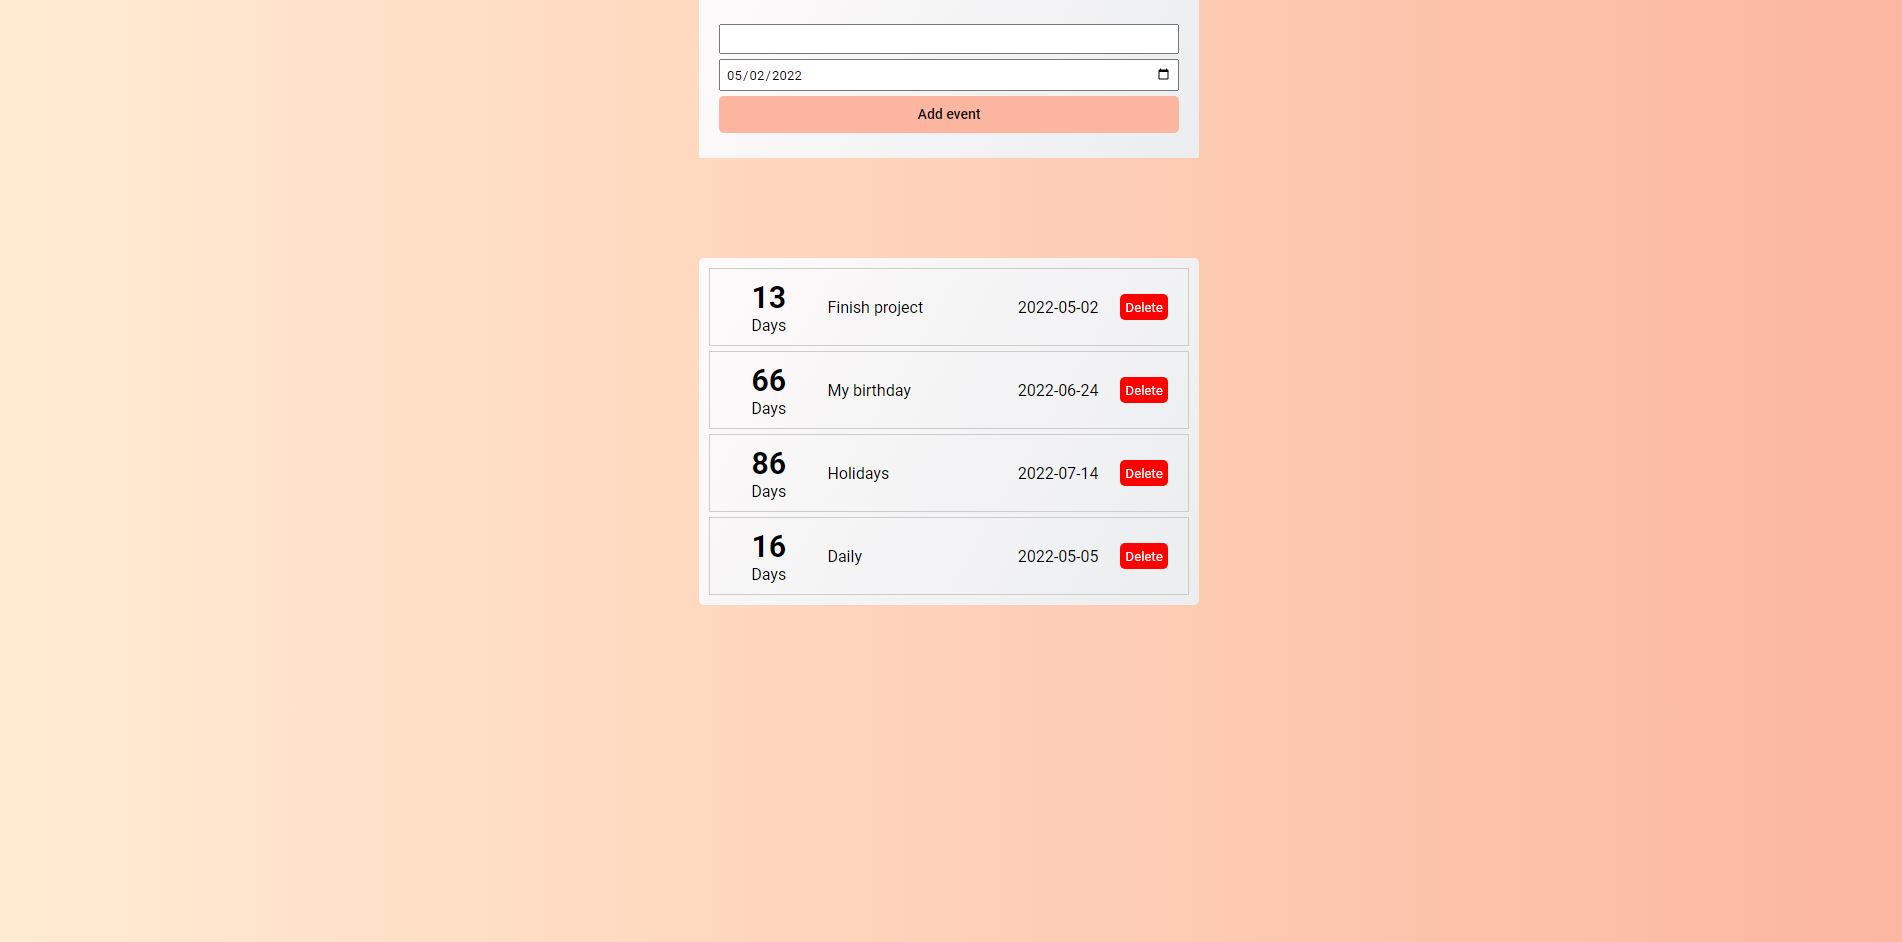 05/02/2022
Add event
13
Days
Finish project
2022-05-02
Delete
66
Days
My birthday
2022-06-24
Delete
86
Days
Holidays
2022-07-14
Delete
16
Days
Daily
2022-05-05
Delete